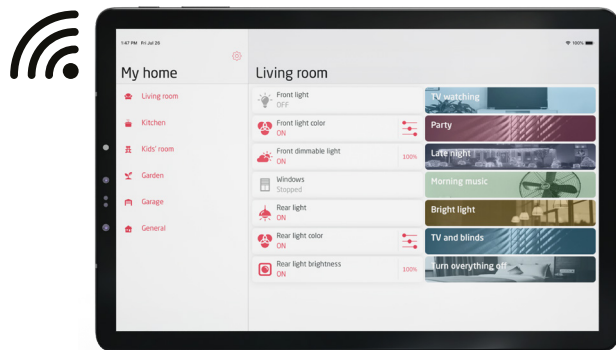 1:47 PM Fri Jul 26
100%
My home
Living room
Living room
Kitchen
Kids' room
Garden
Garage
General
Front light
OFF
Front light color
ON
Front dimmable light
ON
100%
Windows
Stopped
Rear light
ON
Rear light color
ON
Rear light brightness
ON
100%
TV watching
Party
Late night
Morning music
Bright light
TV and blinds
Turn everything off